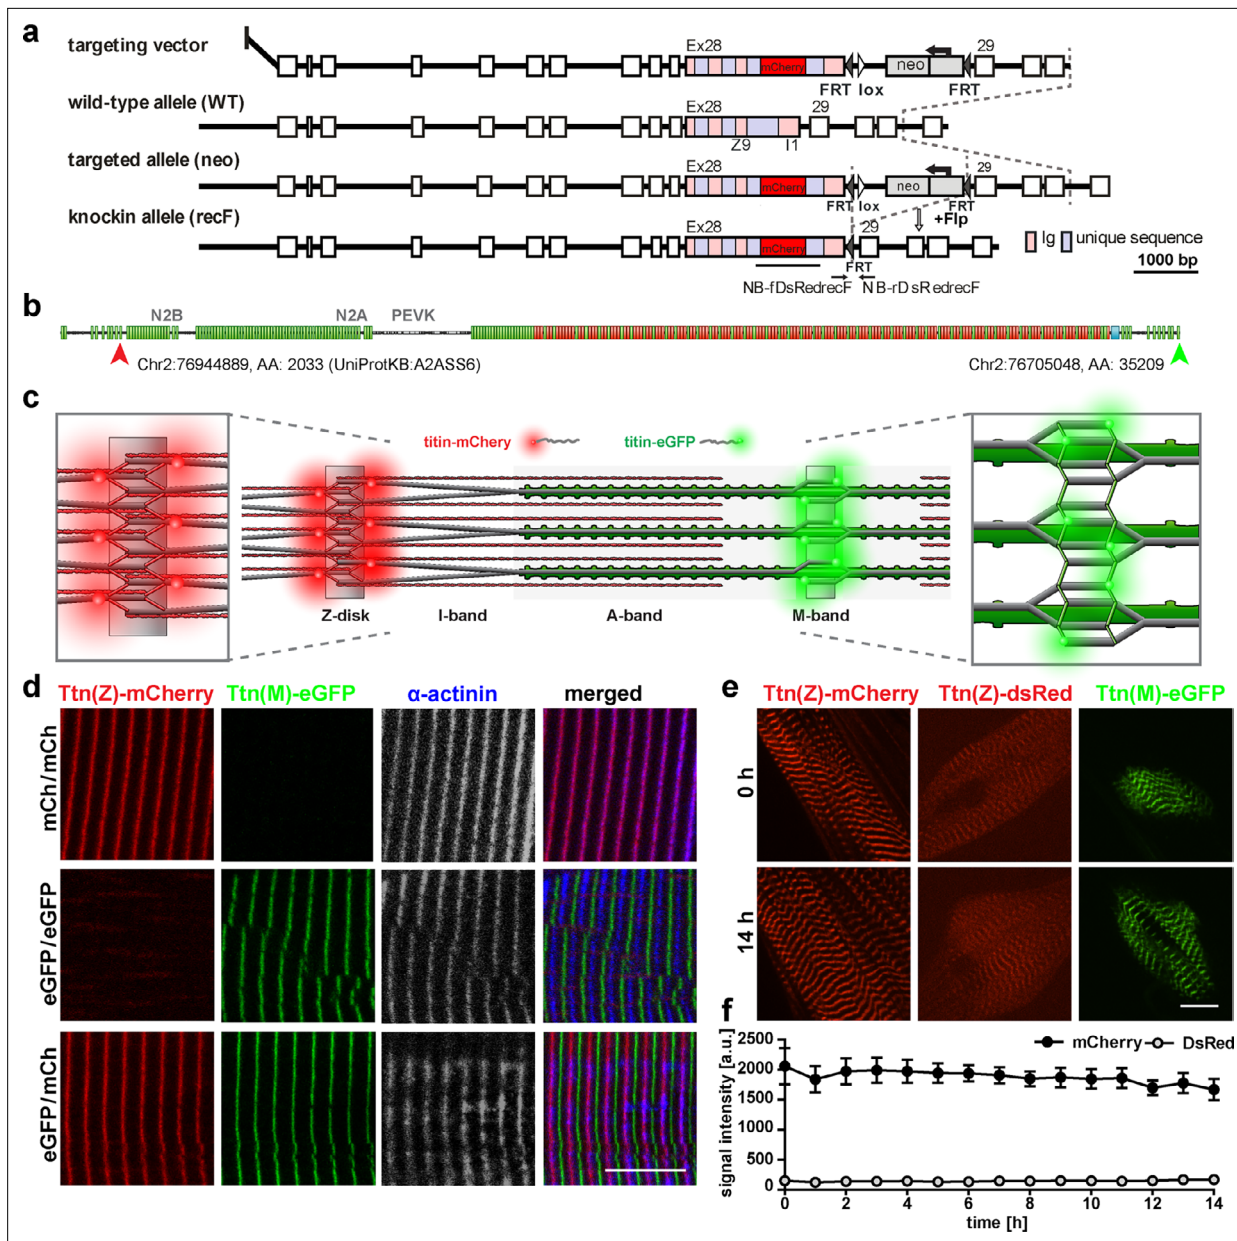 a
targeting vector
Ex28
mCherry
neo
29
FRT lox
FRT
wild-type allele (WT)
Ex28
29
Z9
I1
targeted allele (neo)
Ex28
mCherry
neo
29
FRT lox
FRT
+Flp
knockin allele (recF)
Ex28
mCherry
29
FRT
NB-fDsRedrecF
NB-rDsRedrecF
Ig
unique sequence
1000 bp
b
N2B
N2A
PEVK
Chr2:76944889, AA: 2033 (UniProtKB:A2ASS6)
Chr2:76705048, AA: 35209
c
titin-mChery
titin-eGFP
Z-disk
I-band
A-band
M-band
d
Ttn(Z)-mCherry
Ttn(M)-eGFP
α-actinin
merged
mCh/mCh
eGFP/eGFP
eGFP/mCh
e
Ttn(Z)-mCherry
Ttn(Z)-dsRed
Ttn(M)-eGFP
0 h
14 h
f
mCherry
DsRed
signal intensity [a.u.]
2500
2000
1500
1000
500
0
0 2 4 6 8 10 12 14
time [h]